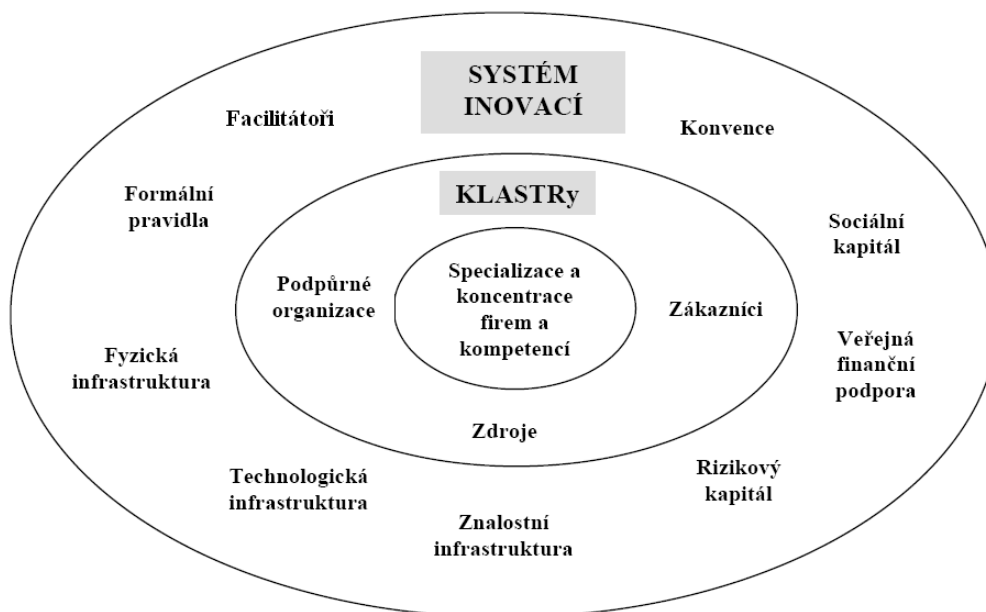 SYSTÉM
INOVACÍ
Facilitátoři
Konvence
Formální
pravidla
KLASTRy
Sociální
kapitál
Podpůrné
organizace
Specializace a
koncentrace
firem a
kompetencí
Zákazníci
Fyzická
infrastruktura
Veřejná
finanční
podpora
Zdroje
Technologická
infrastruktura
Rizikový
kapitál
Znalostní
infrastruktura